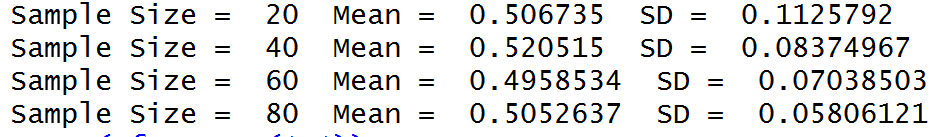 Sample Size =  20  Mean =  0.506735  SD =  0.1125792
Sample Size =  40  Mean =  0.520515  SD =  0.08374967
Sample Size =  60  Mean =  0.4958534  SD =  0.07038503
Sample Size =  80  Mean =  0.5052637  SD =  0.05806121